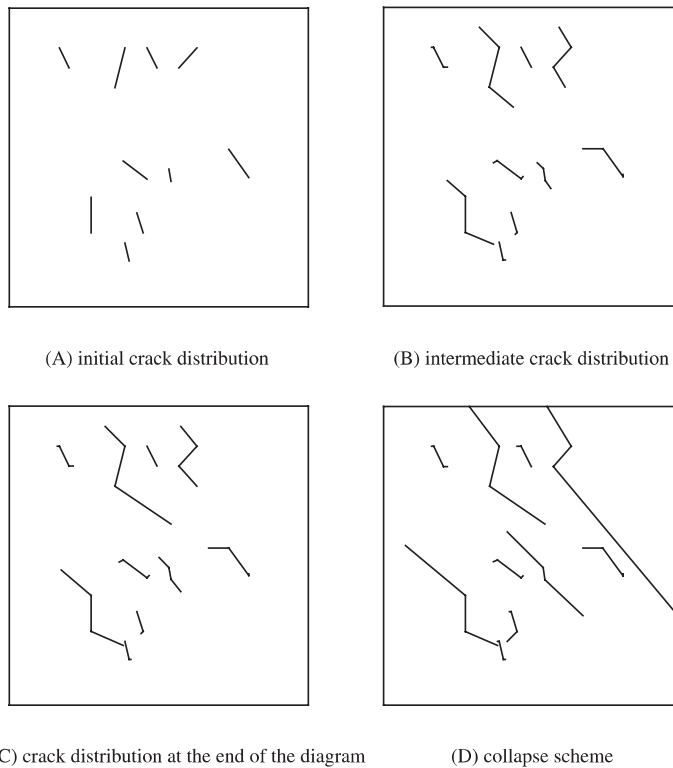 (A) initial crack distribution
(B) intermediate crack distribution
C) crack distribution at the end of the diagram
(D) collapse scheme